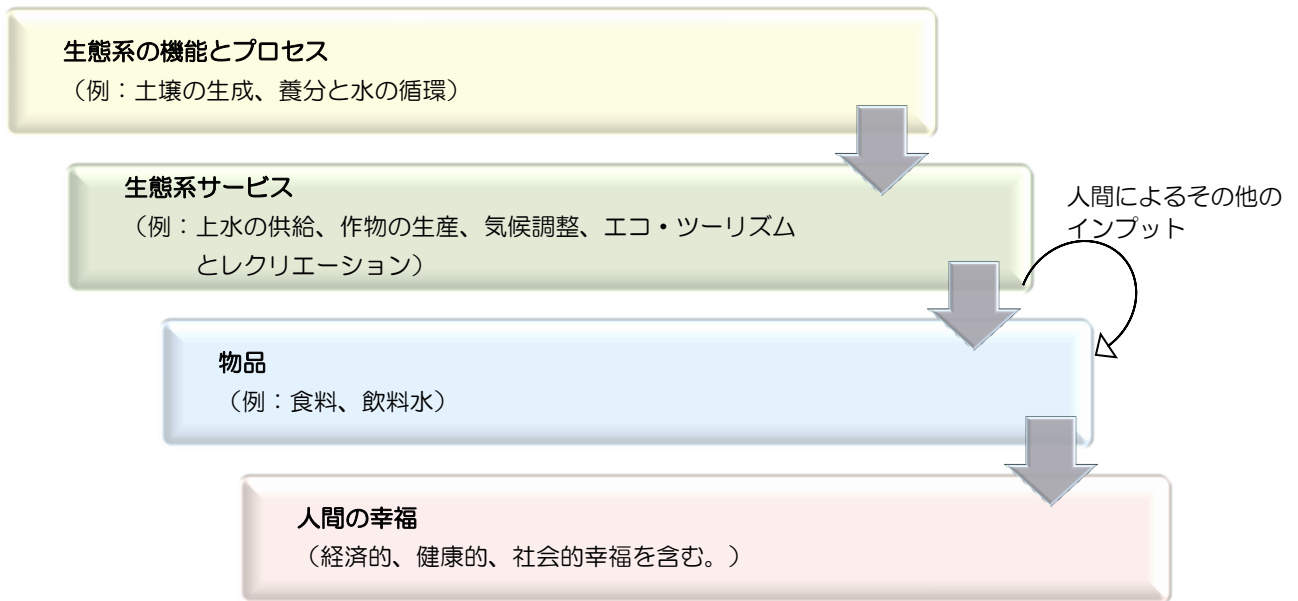 生態系の機能とプロセス
（例：土壌の生成、養分と水の循環）
生態系サービス
（例：上水の供給、作物の生産、気候調整、エコ・ツーリズム
とレクリエーション）
人間によるその他の
インプット
物品
（例：食料、飲料水）
人間の幸福
（経済的、健康的、社会的幸福を含む。）